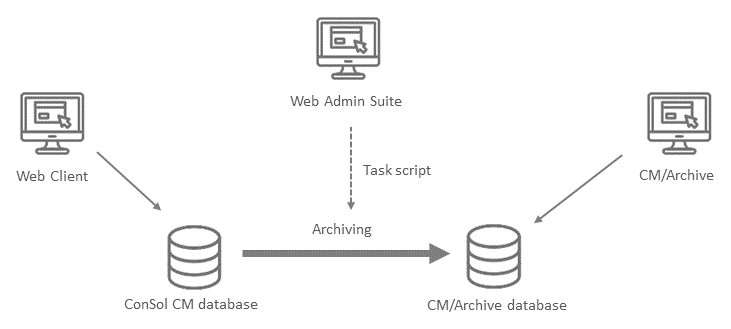 Web Admin Suite
Web Client
Task script
CM/Archive
Archiving
ConSol CM database
CM/Archive database